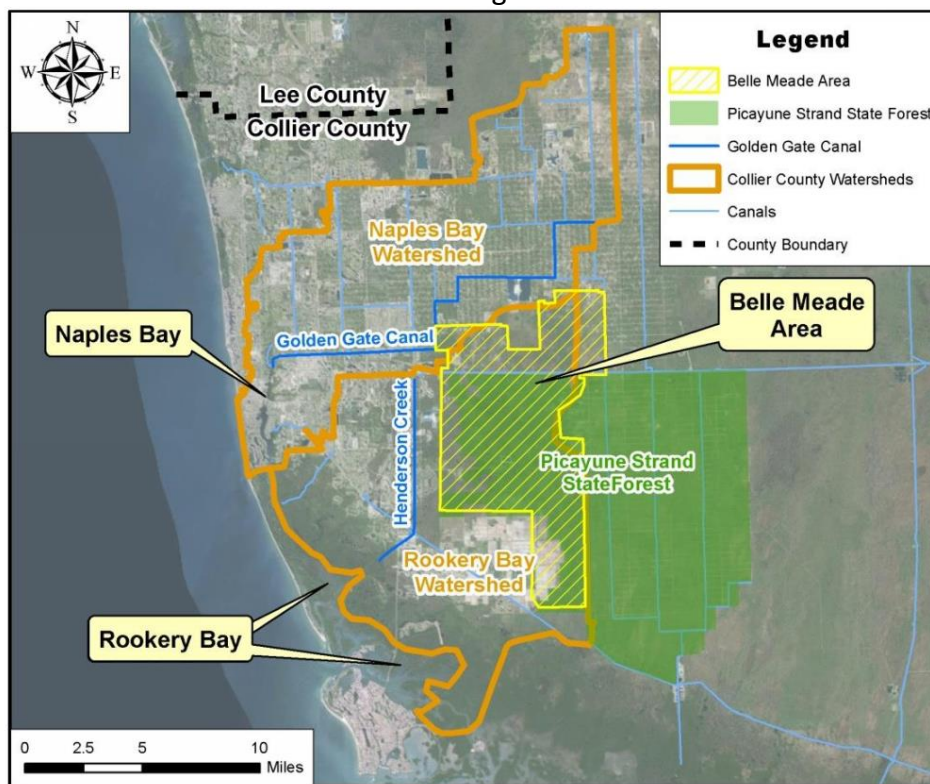 N
W E
S
Lee County
Collier County
Legend
Belle Meade Area
Picayune Strand State Forest
Golden Gate Canal
Collier County Watersheds
Canals
County Boundary
Naples Bay
Watershed
Belle Meade
Area
Naples Bay
Golden Gate Canal
Henderson Creek
Picayune Strand
StateForest
Rookery Bay
Watershed
Rookery Bay
0 2.5 5 10
Miles